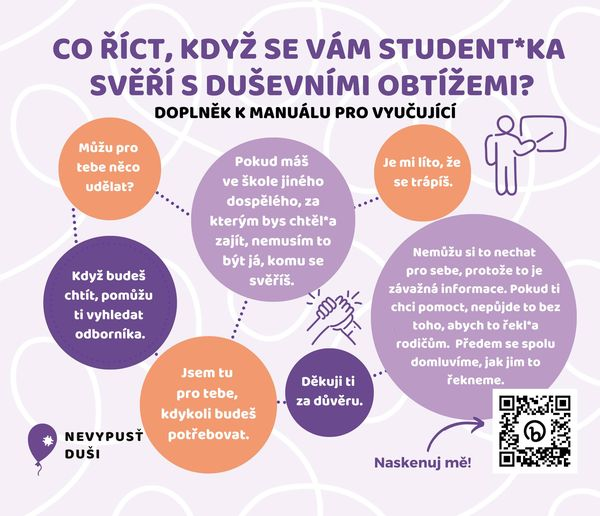 CO ŘÍCT, KDYŽ SE VÁM STUDENT*KA
SVĚŘÍ S DUŠEVNÍMI OBTÍŽEMI?
DOPLNĚK K MANUÁLU PRO VYUČUJÍCÍ
Můžu pro
tebe něco
udělat?
Pokud máš
ve škole jiného
dospělého, za
kterým bys chtěl*a
zajít, nemusím to
být já, komu se
svěříš.
Je mi líto, že
se trápíš.
Když budeš
chtít, pomůžu
ti vyhledat
odborníka.
Nemůžu si to nechat
pro sebe, protože to je
závažná informace. Pokud ti
chci pomoct, nepůjde to bez
toho, abych to řekl*a
rodičům. Předem se spolu
domluvíme, jak jim to
řekneme.
Jsem tu
pro tebe,
kdykoli budeš
potřebovat.
Děkuji ti
za důvěru.
NEVYPUSŤ
DUŠI
Naskenuj mě!